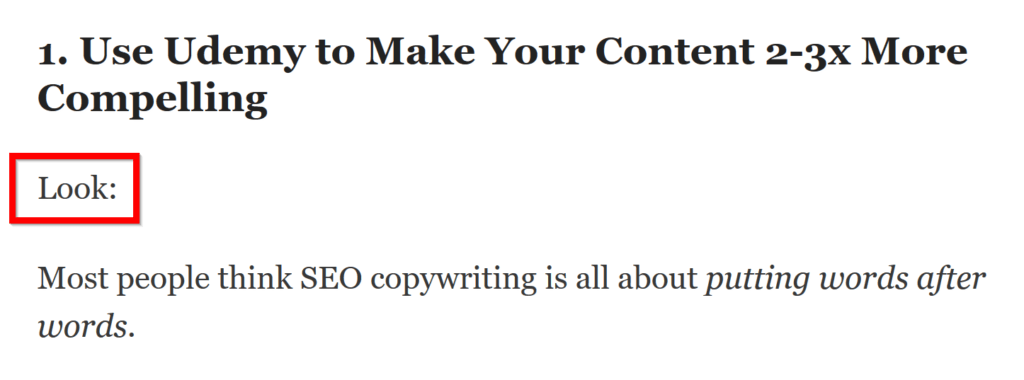 1. Use Udemy to Make Your Content 2-3x More
Compelling
Look:
Most people think SEO copywriting is all about putting words after
words.